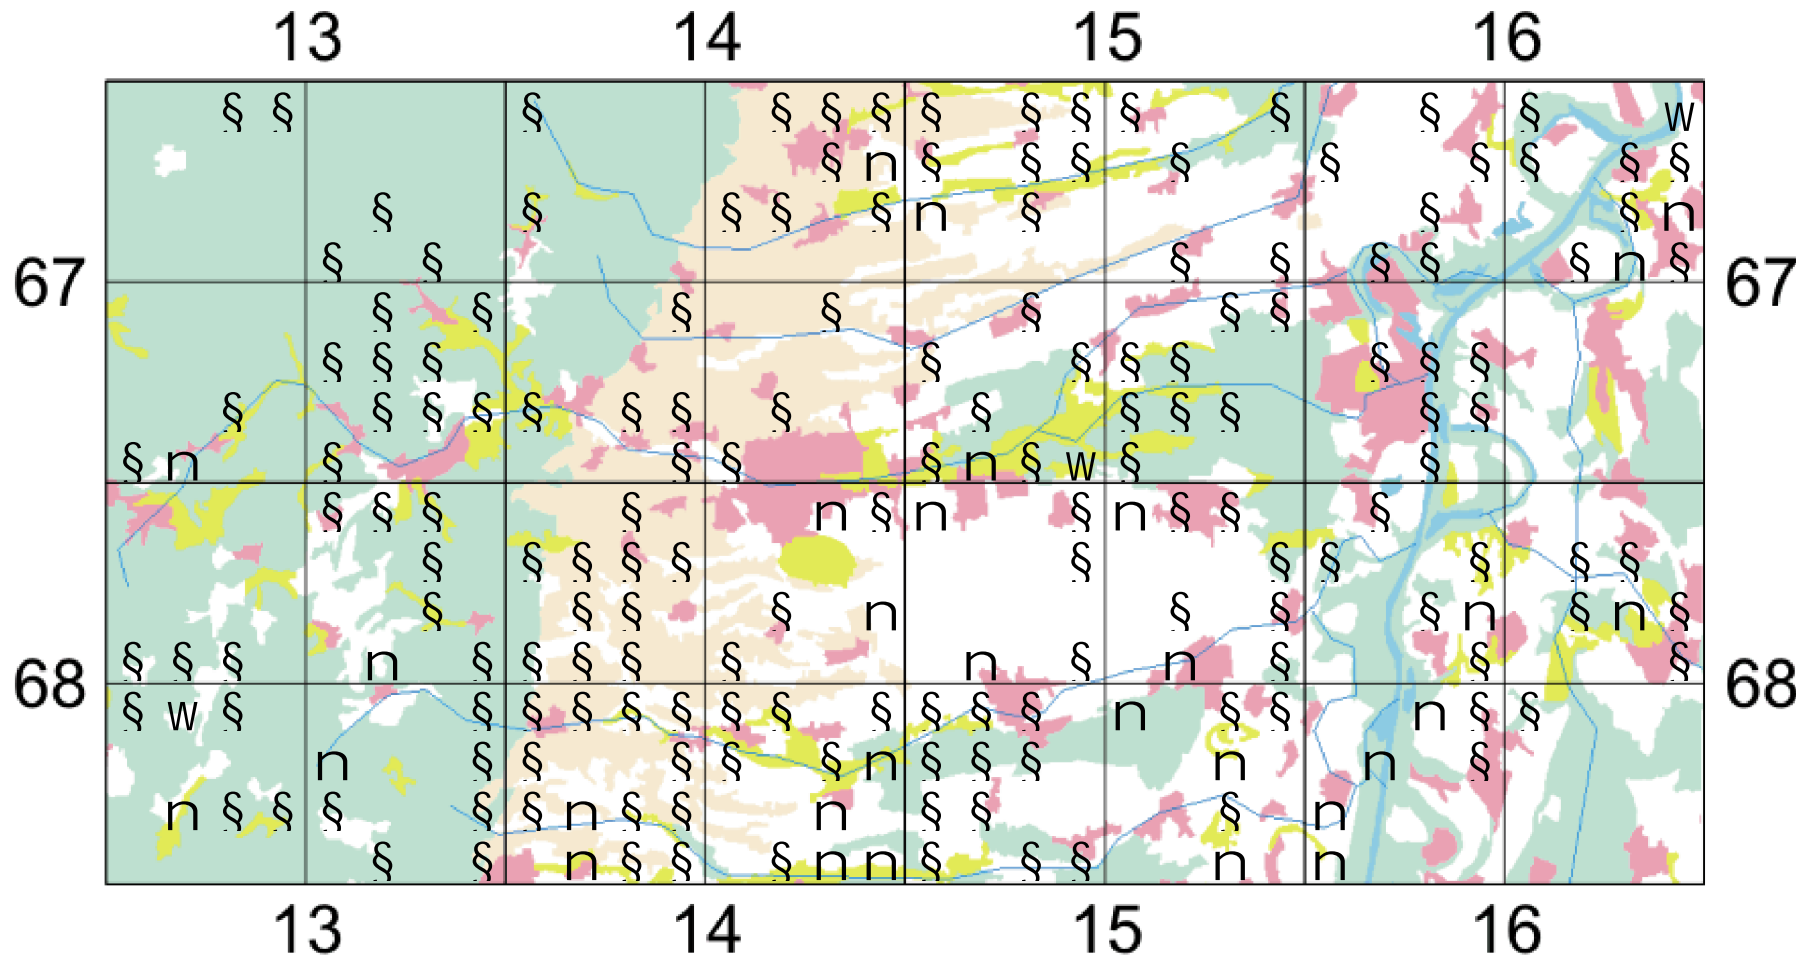 13 14 15 16
§ § § § § § § § § § § § § w
§ n § § § § § § § § §
§ § § § § n § § § n
§ § § § § § § n §
67 67
§ § § § § § §
§ § § § § § § § § §
§ § § § § § § § § § § § § §
§ n § § § § n § w § §
§ § § § n § n § n § § §
§ § § § § § § § § § §
§ § § § n § § § n § n §
§ § § n § § § § § n § n § § §
68 68
§ w § § § § § § § § § § § § n § § n § §
n § § § § § n § § § n n §
n § § § § § n § § n § § § n
§ § n § § § n n § § § n n
13 14 15 16